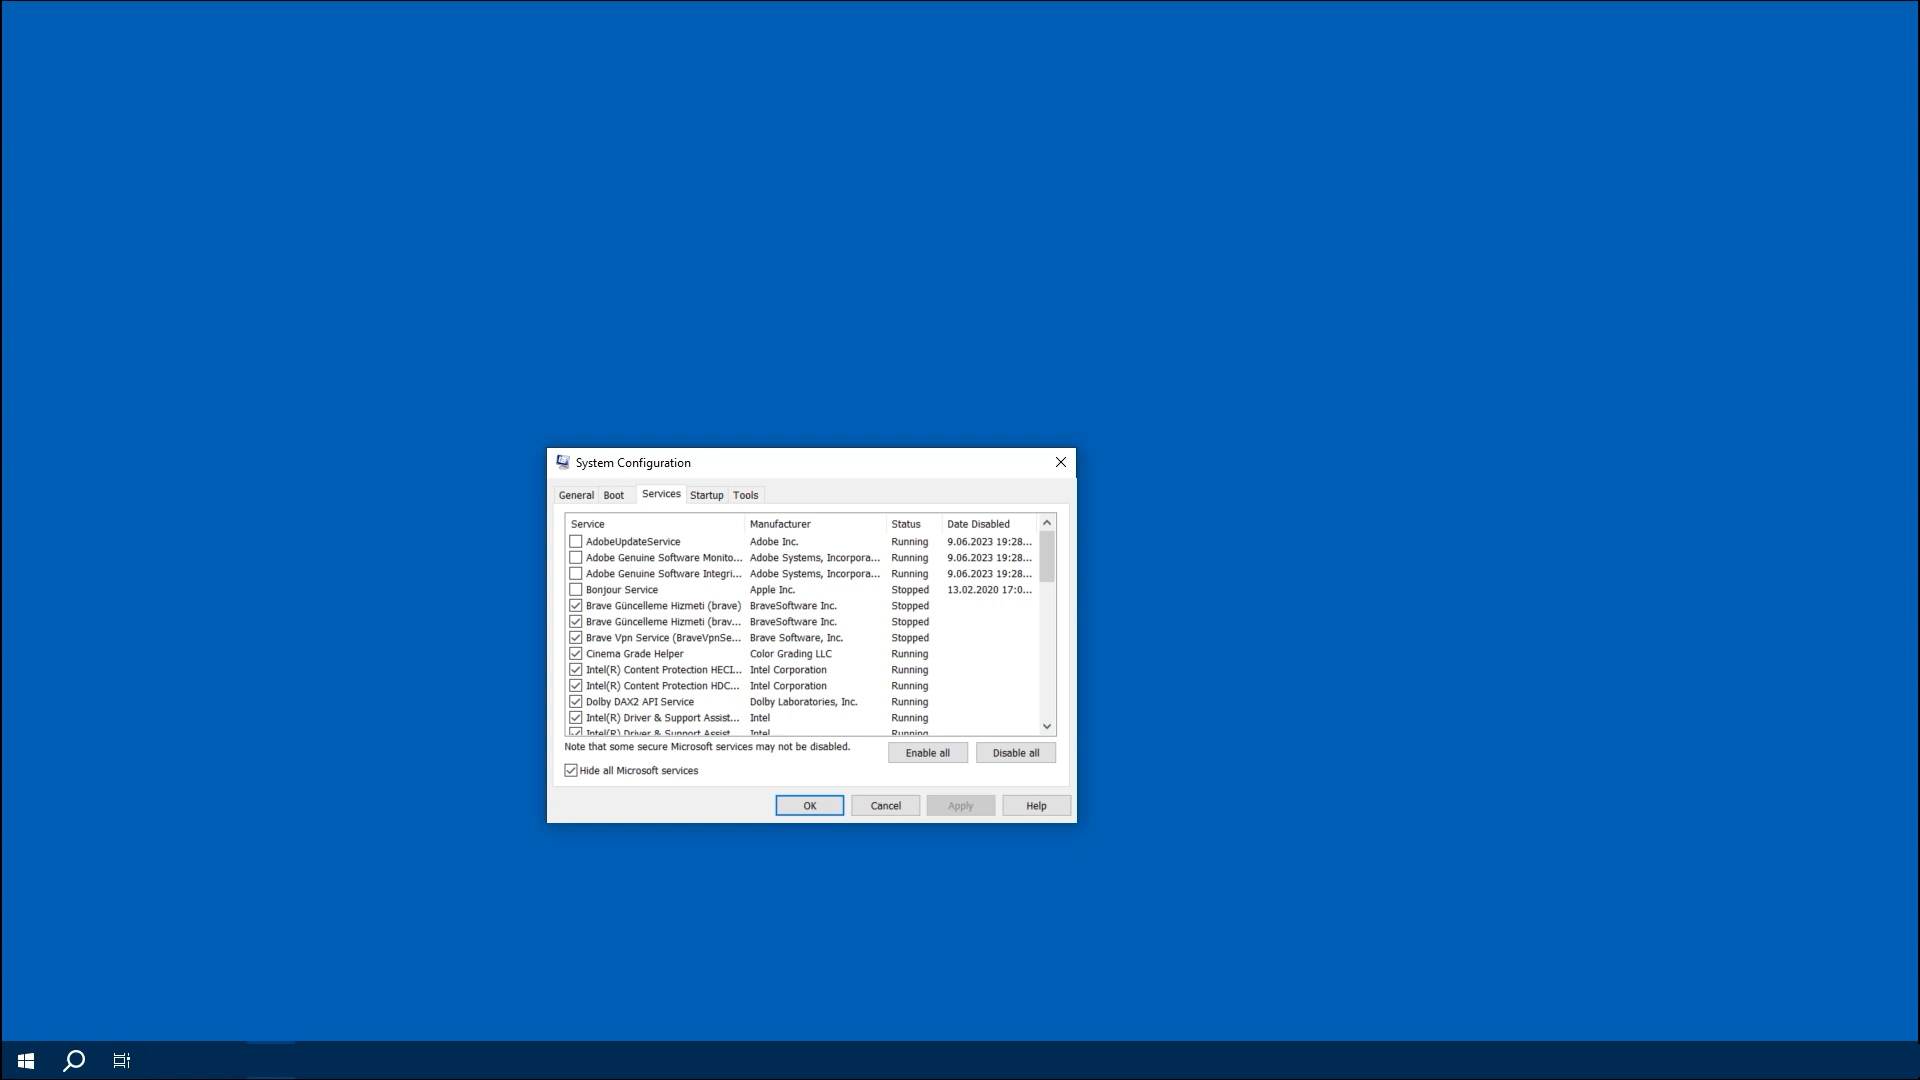 System Configuration
General Boot Services Startup Tools
Service Manufacturer Status Date Disabled
AdobeUpdateService Adobe Inc. Running 9.06.2023 19:28...
Adobe Genuine Software Monito... Adobe Systems, Incorpora... Running 9.06.2023 19:28...
Adobe Genuine Software Integri... Adobe Systems, Incorpora... Running 9.06.2023 19:28...
Bonjour Service Apple Inc. Stopped 13.02.2020 17:0...
Brave Güncelleme Hizmeti (brave) BraveSoftware Inc. Stopped
Brave Güncelleme Hizmeti (brav... BraveSoftware Inc. Stopped
Brave Vpn Service (BraveVpnSe... Brave Software, Inc. Stopped
Cinema Grade Helper Color Grading LLC Running
Intel(R) Content Protection HECI... Intel Corporation Running
Intel(R) Content Protection HDC... Intel Corporation Running
Dolby DAX2 API Service Dolby Laboratories, Inc. Running
Intel(R) Driver & Support Assist... Intel Running
Intel(R) Driver & Support Assist Intel Running
Note that some secure Microsoft services may not be disabled.
Enable all Disable all
Hide all Microsoft services
OK Cancel Apply Help